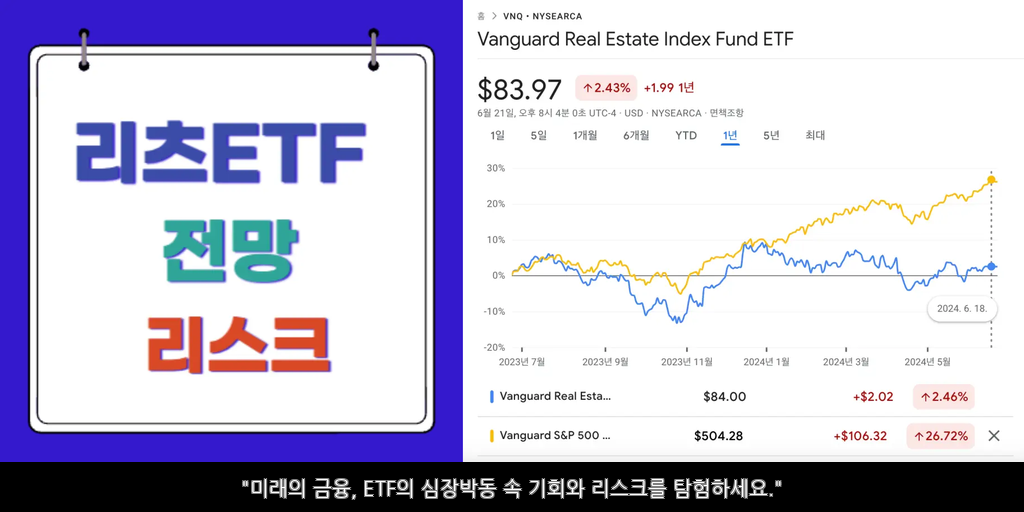 리츠ETF
전망
리스크
홈 > VNQ • NYSEARCA
Vanguard Real Estate Index Fund ETF
$83.97 ↑2.43% +1.99 1년
6월 21일, 오후 8시 4분 0초 UTC-4 · USD · NYSEARCA · 면책조항
1일 5일 1개월 6개월 YTD 1년 5년 최대
30%
20%
10%
0%
-10%
-20%
2024. 6. 18.
2023년 7월 2023년 9월 2023년 11월 2024년 1월 2024년 3월 2024년 5월
Vanguard Real Esta... $84.00 +$2.02 ↑2.46%
Vanguard S&P 500 ... $504.28 +$106.32 ↑26.72%
"미래의 금융, ETF의 심장박동 속 기회와 리스크를 탐험하세요."